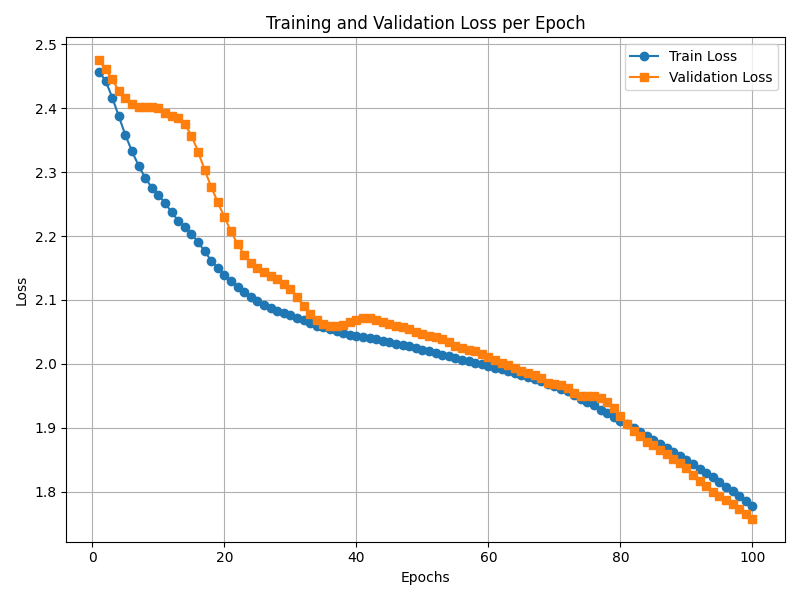 Training and Validation Loss per Epoch
Train Loss
Validation Loss
Loss
2.5
2.4
2.3
2.2
2.1
2.0
1.9
1.8
0 20 40 60 80 100
Epochs